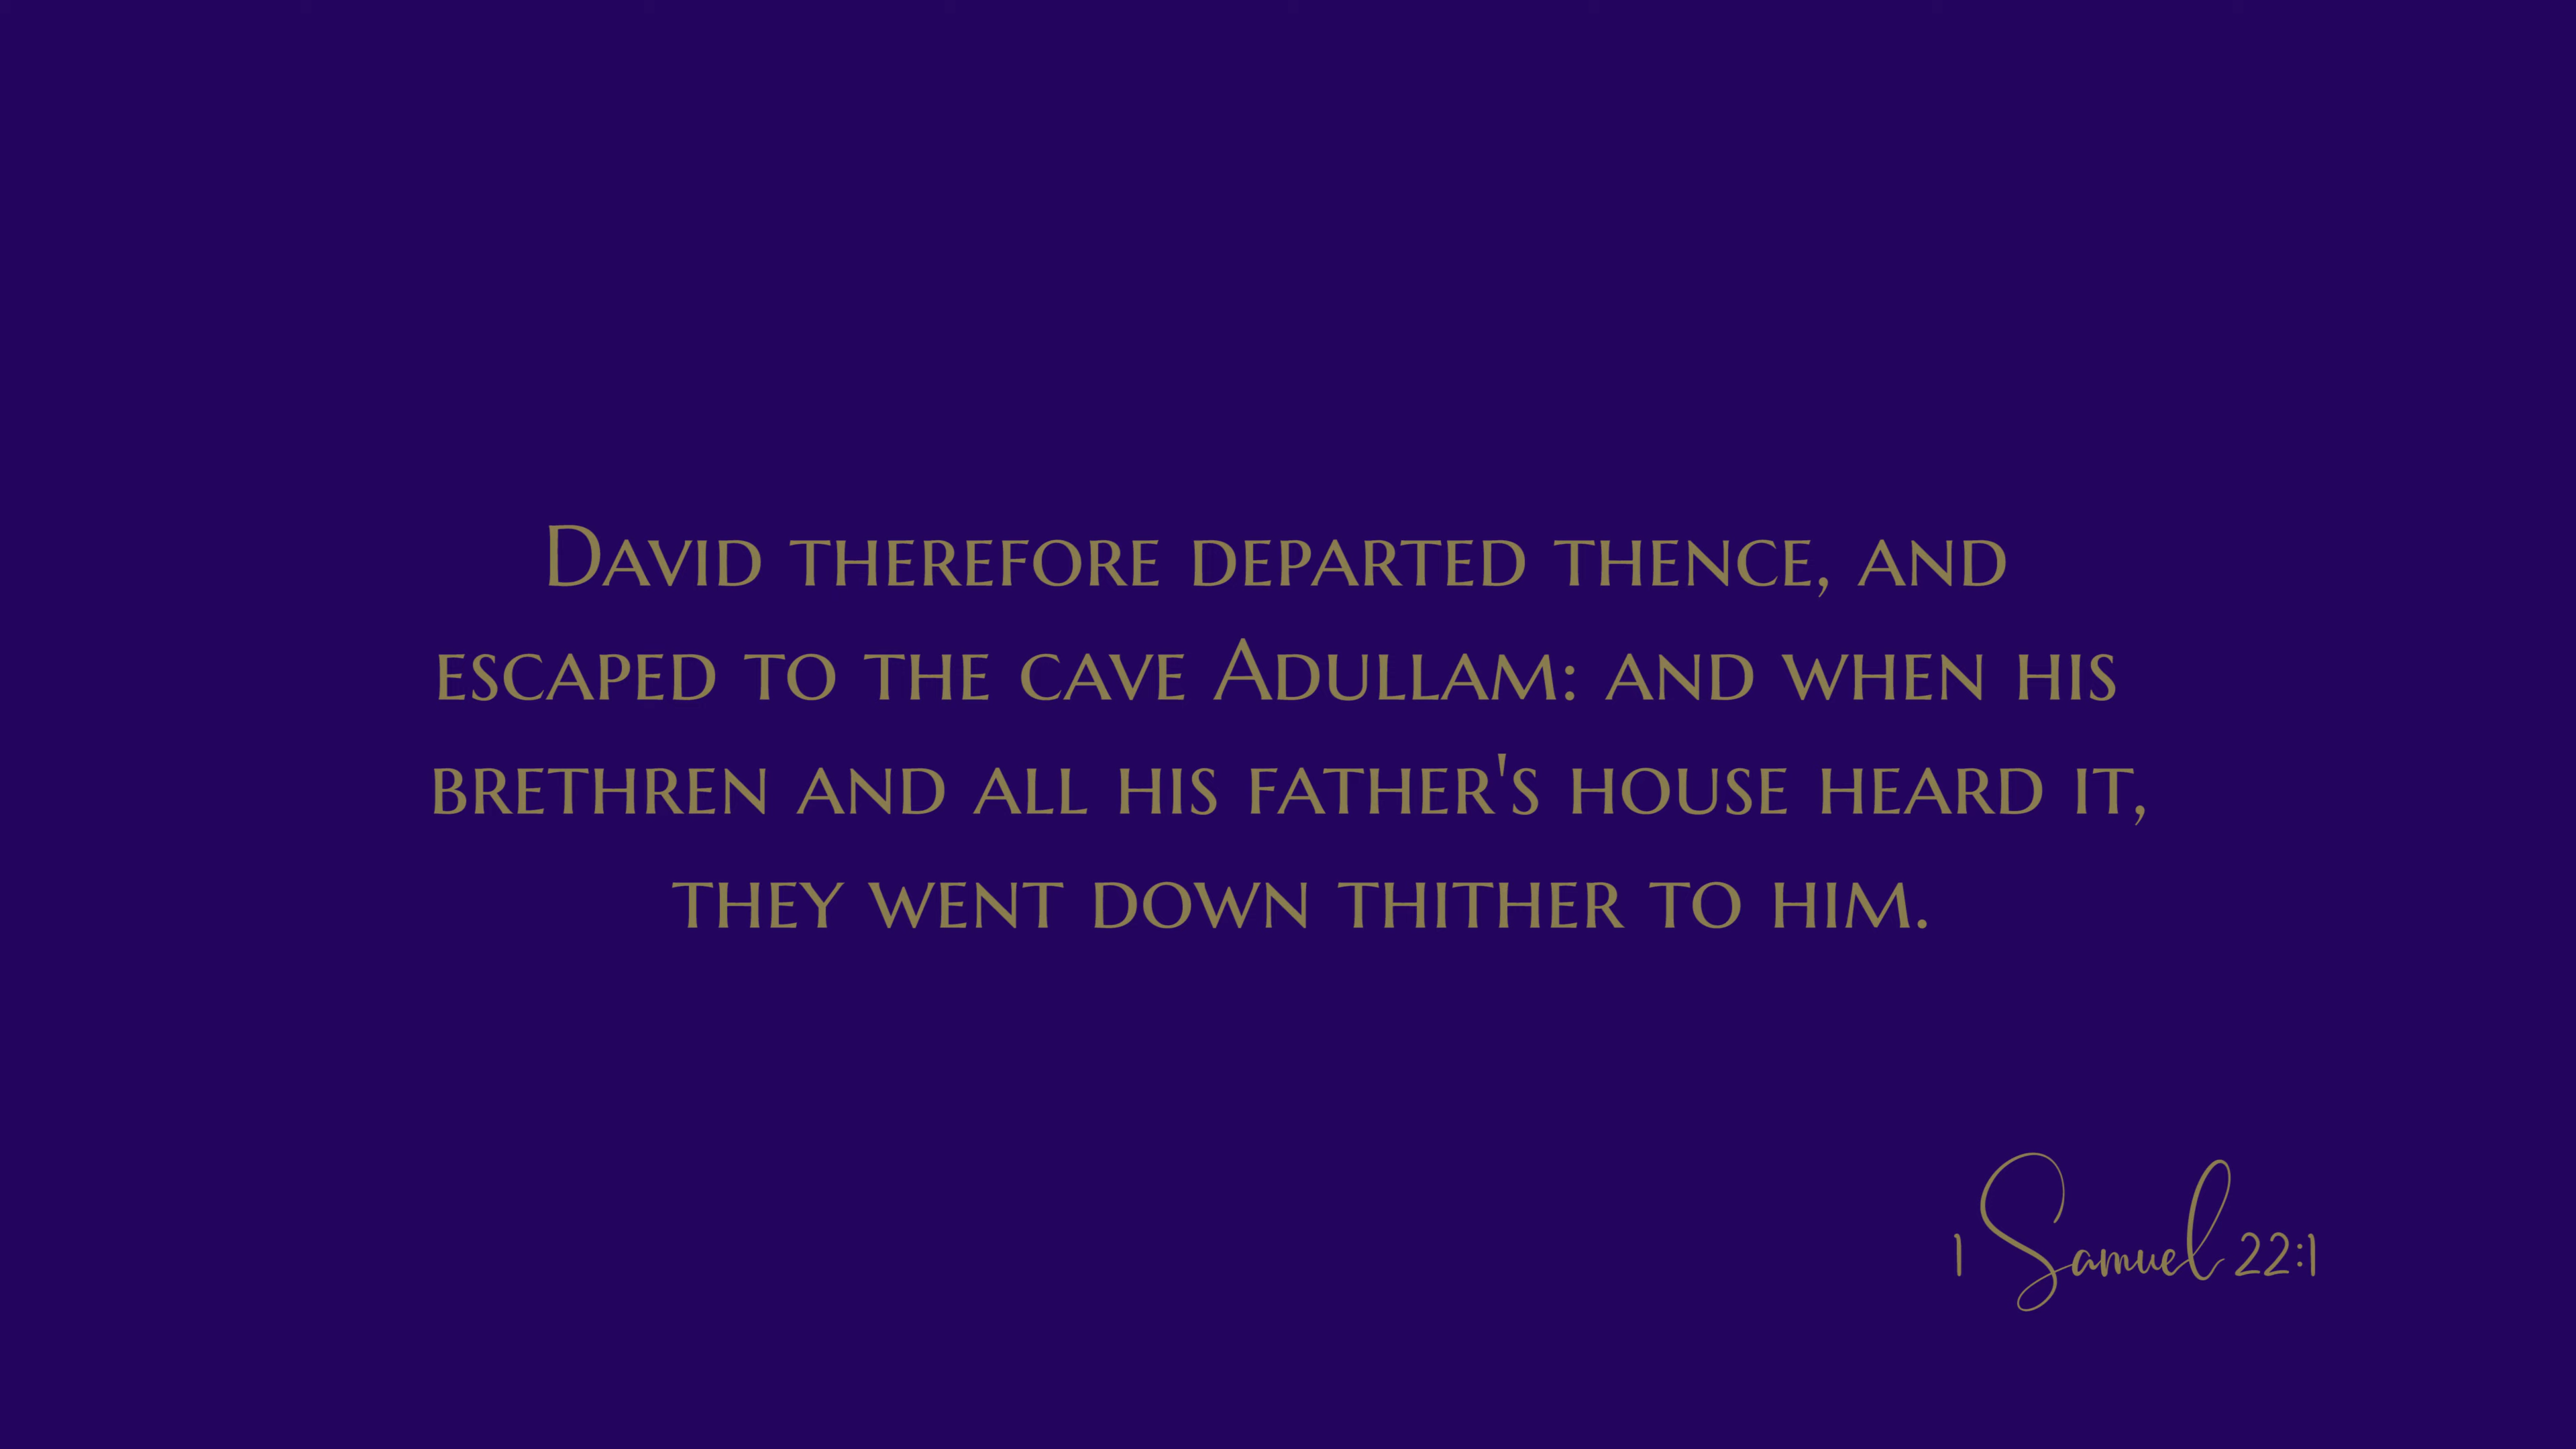 David therefore departed thence, and
escaped to the cave Adullam: and when his
brethren and all his father's house heard it,
they went down thither to him.
1 Samuel 22:1